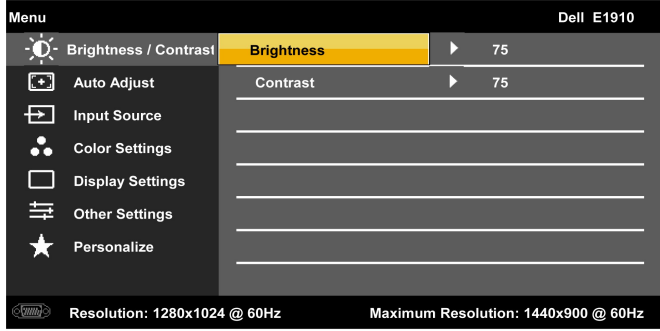 Menu Dell E1910
Brightness / Contrast Brightness 75
Auto Adjust Contrast 75
Input Source
Color Settings
Display Settings
Other Settings
Personalize
Resolution: 1280x1024 @ 60Hz Maximum Resolution: 1440x900 @ 60Hz